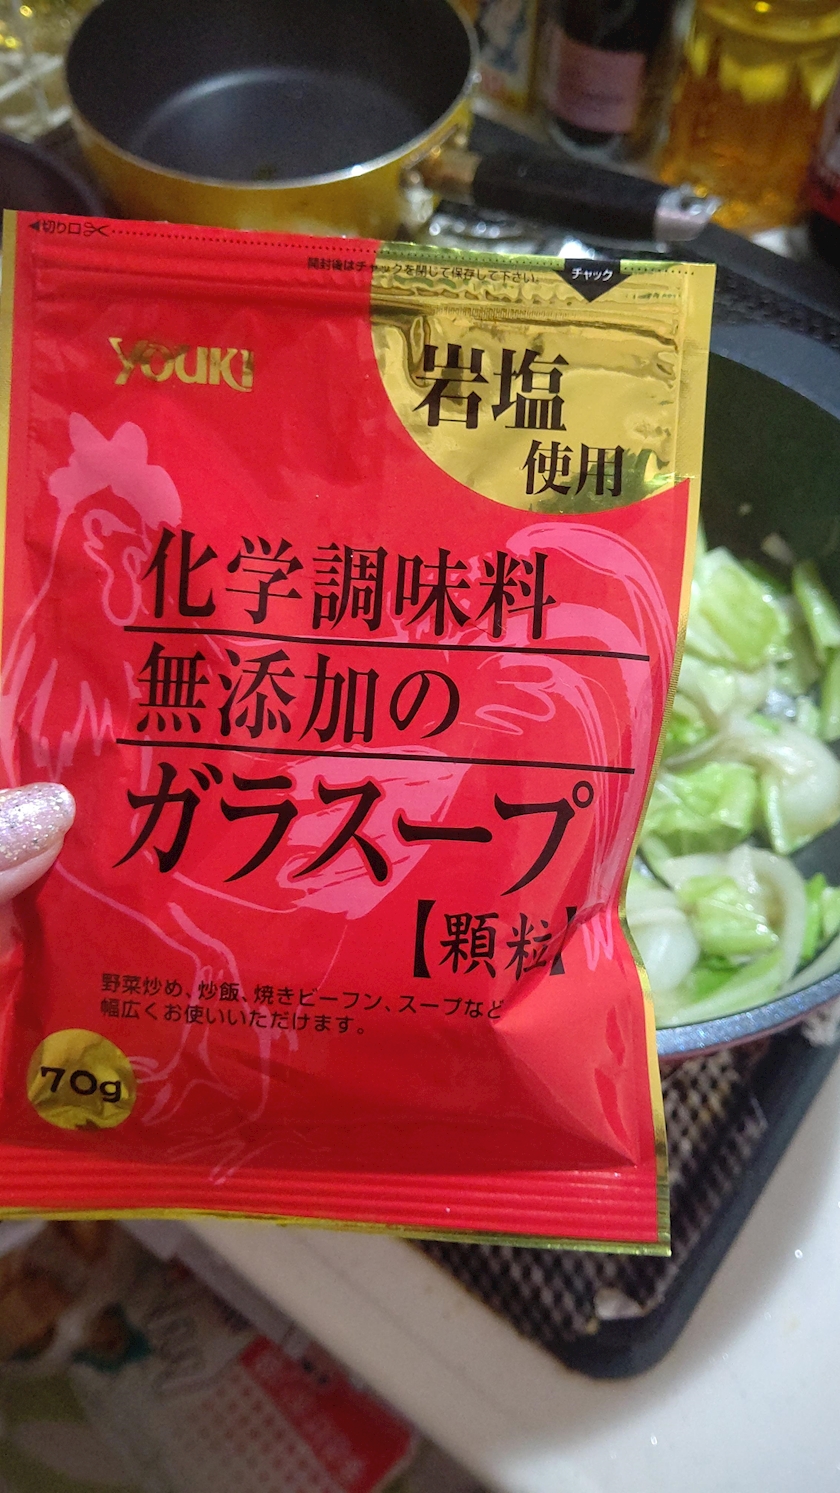 ◀切り口
開封後はチャックを閉じて保存して下さい。
チャック
YOUKI
岩塩
使用
化学調味料
無添加の
ガラスープ
【顆粒】
野菜炒め、炒飯、焼きビーフン、スープなど
幅広くお使いいただけます。
70g